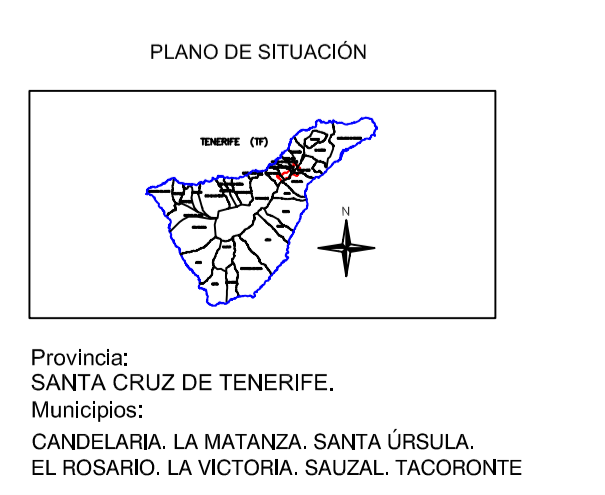 PLANO DE SITUACIÓN
TENERIFE (TF)
N
Provincia:
SANTA CRUZ DE TENERIFE.
Municipios:
CANDELARIA. LA MATANZA. SANTA ÚRSULA.
EL ROSARIO. LA VICTORIA. SAUZAL. TACORONTE